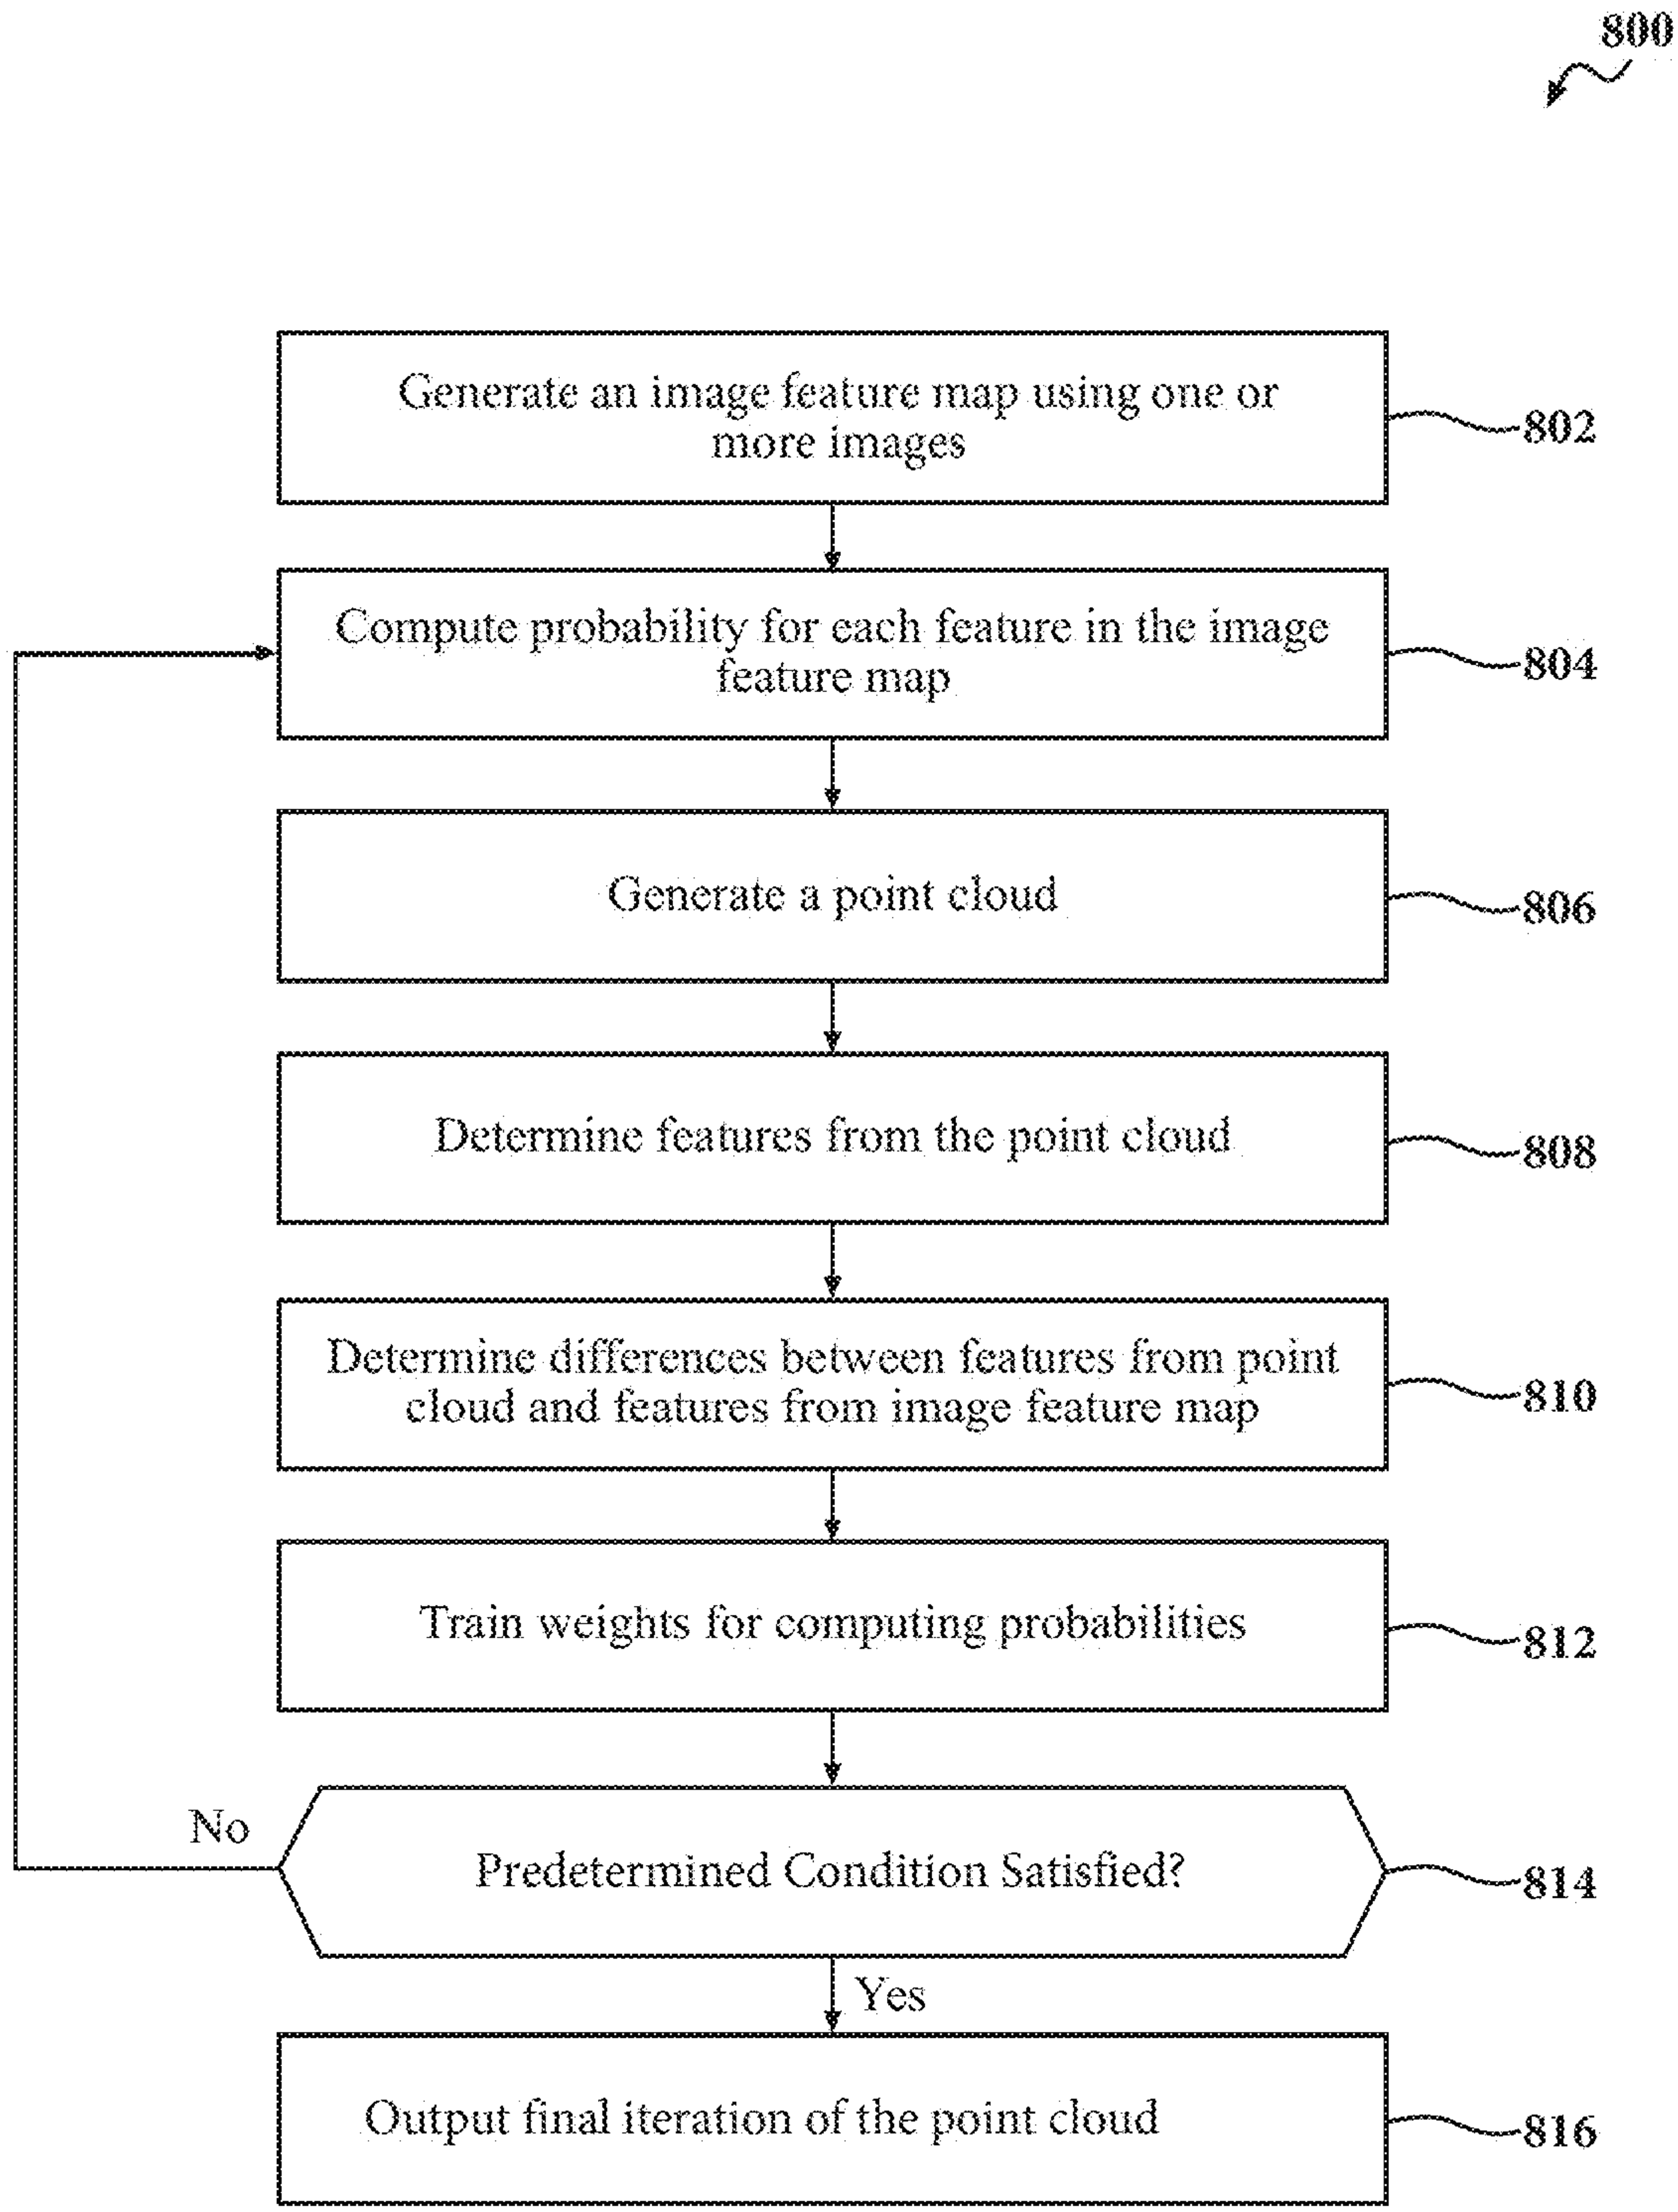 800
Generate an image feature map using one or
more images
802
Compute probability for each feature in the image
feature map
804
Generate a point cloud
806
Determine features from the point cloud
808
Determine differences between features from point
cloud and features from image feature map
810
Train weights for computing probabilities
812
No
Predetermined Condition Satisfied?
814
Yes
Output final iteration of the point cloud
816